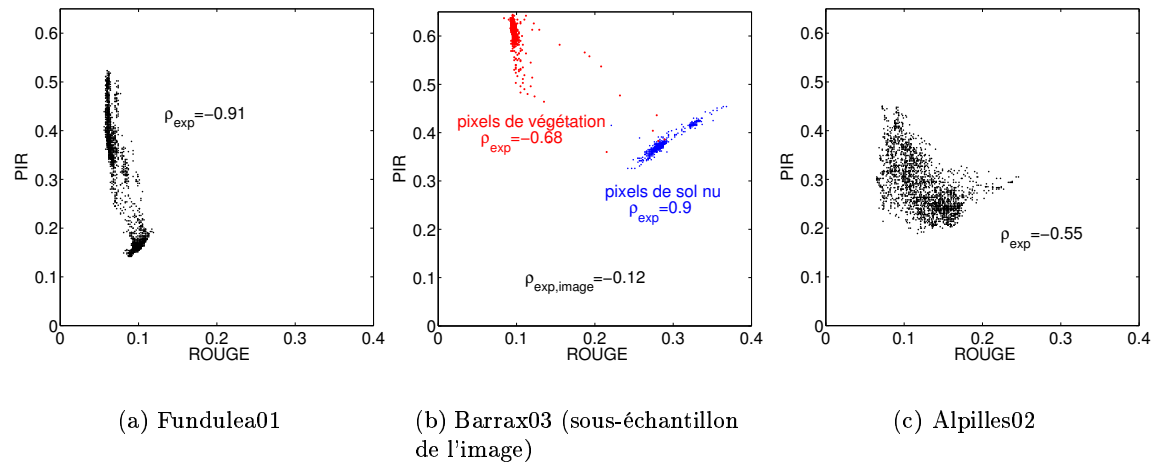 0.6
0.5
0.4
0.3
0.2
0.1
0
PIR
ρexp=−0.91
0 0.1 0.2 0.3 0.4
ROUGE
(a) Fundulea01
0.6
0.5
0.4
0.3
0.2
0.1
0
PIR
pixels de végétation
ρexp=−0.68
pixels de sol nu
ρexp=0.9
ρexp,image=−0.12
0 0.1 0.2 0.3 0.4
ROUGE
(b) Barrax03 (sous-échantillon
de l'image)
0.6
0.5
0.4
0.3
0.2
0.1
0
PIR
ρexp=−0.55
0 0.1 0.2 0.3 0.4
ROUGE
(c) Alpilles02